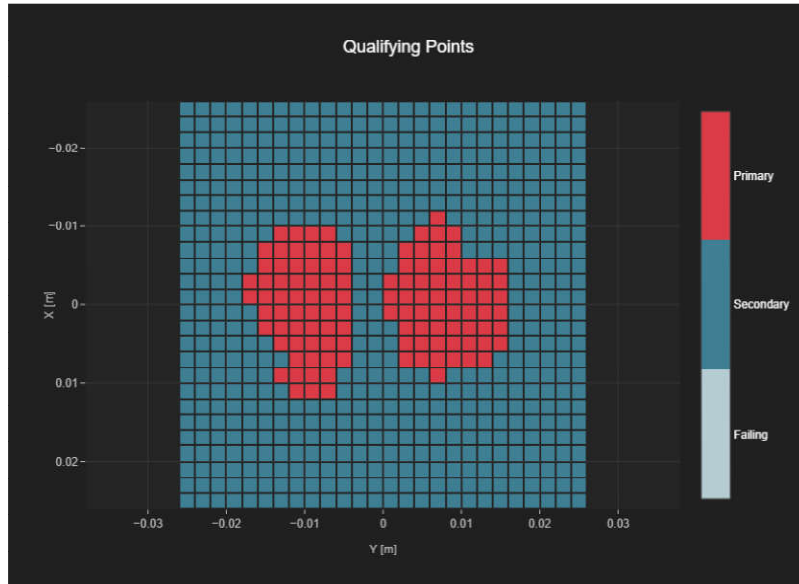 Qualifying Points
Primary
Secondary
Failing
−0.02
−0.01
0
0.01
0.02
X [m]
−0.03
−0.02
−0.01
0
0.01
0.02
0.03
Y [m]